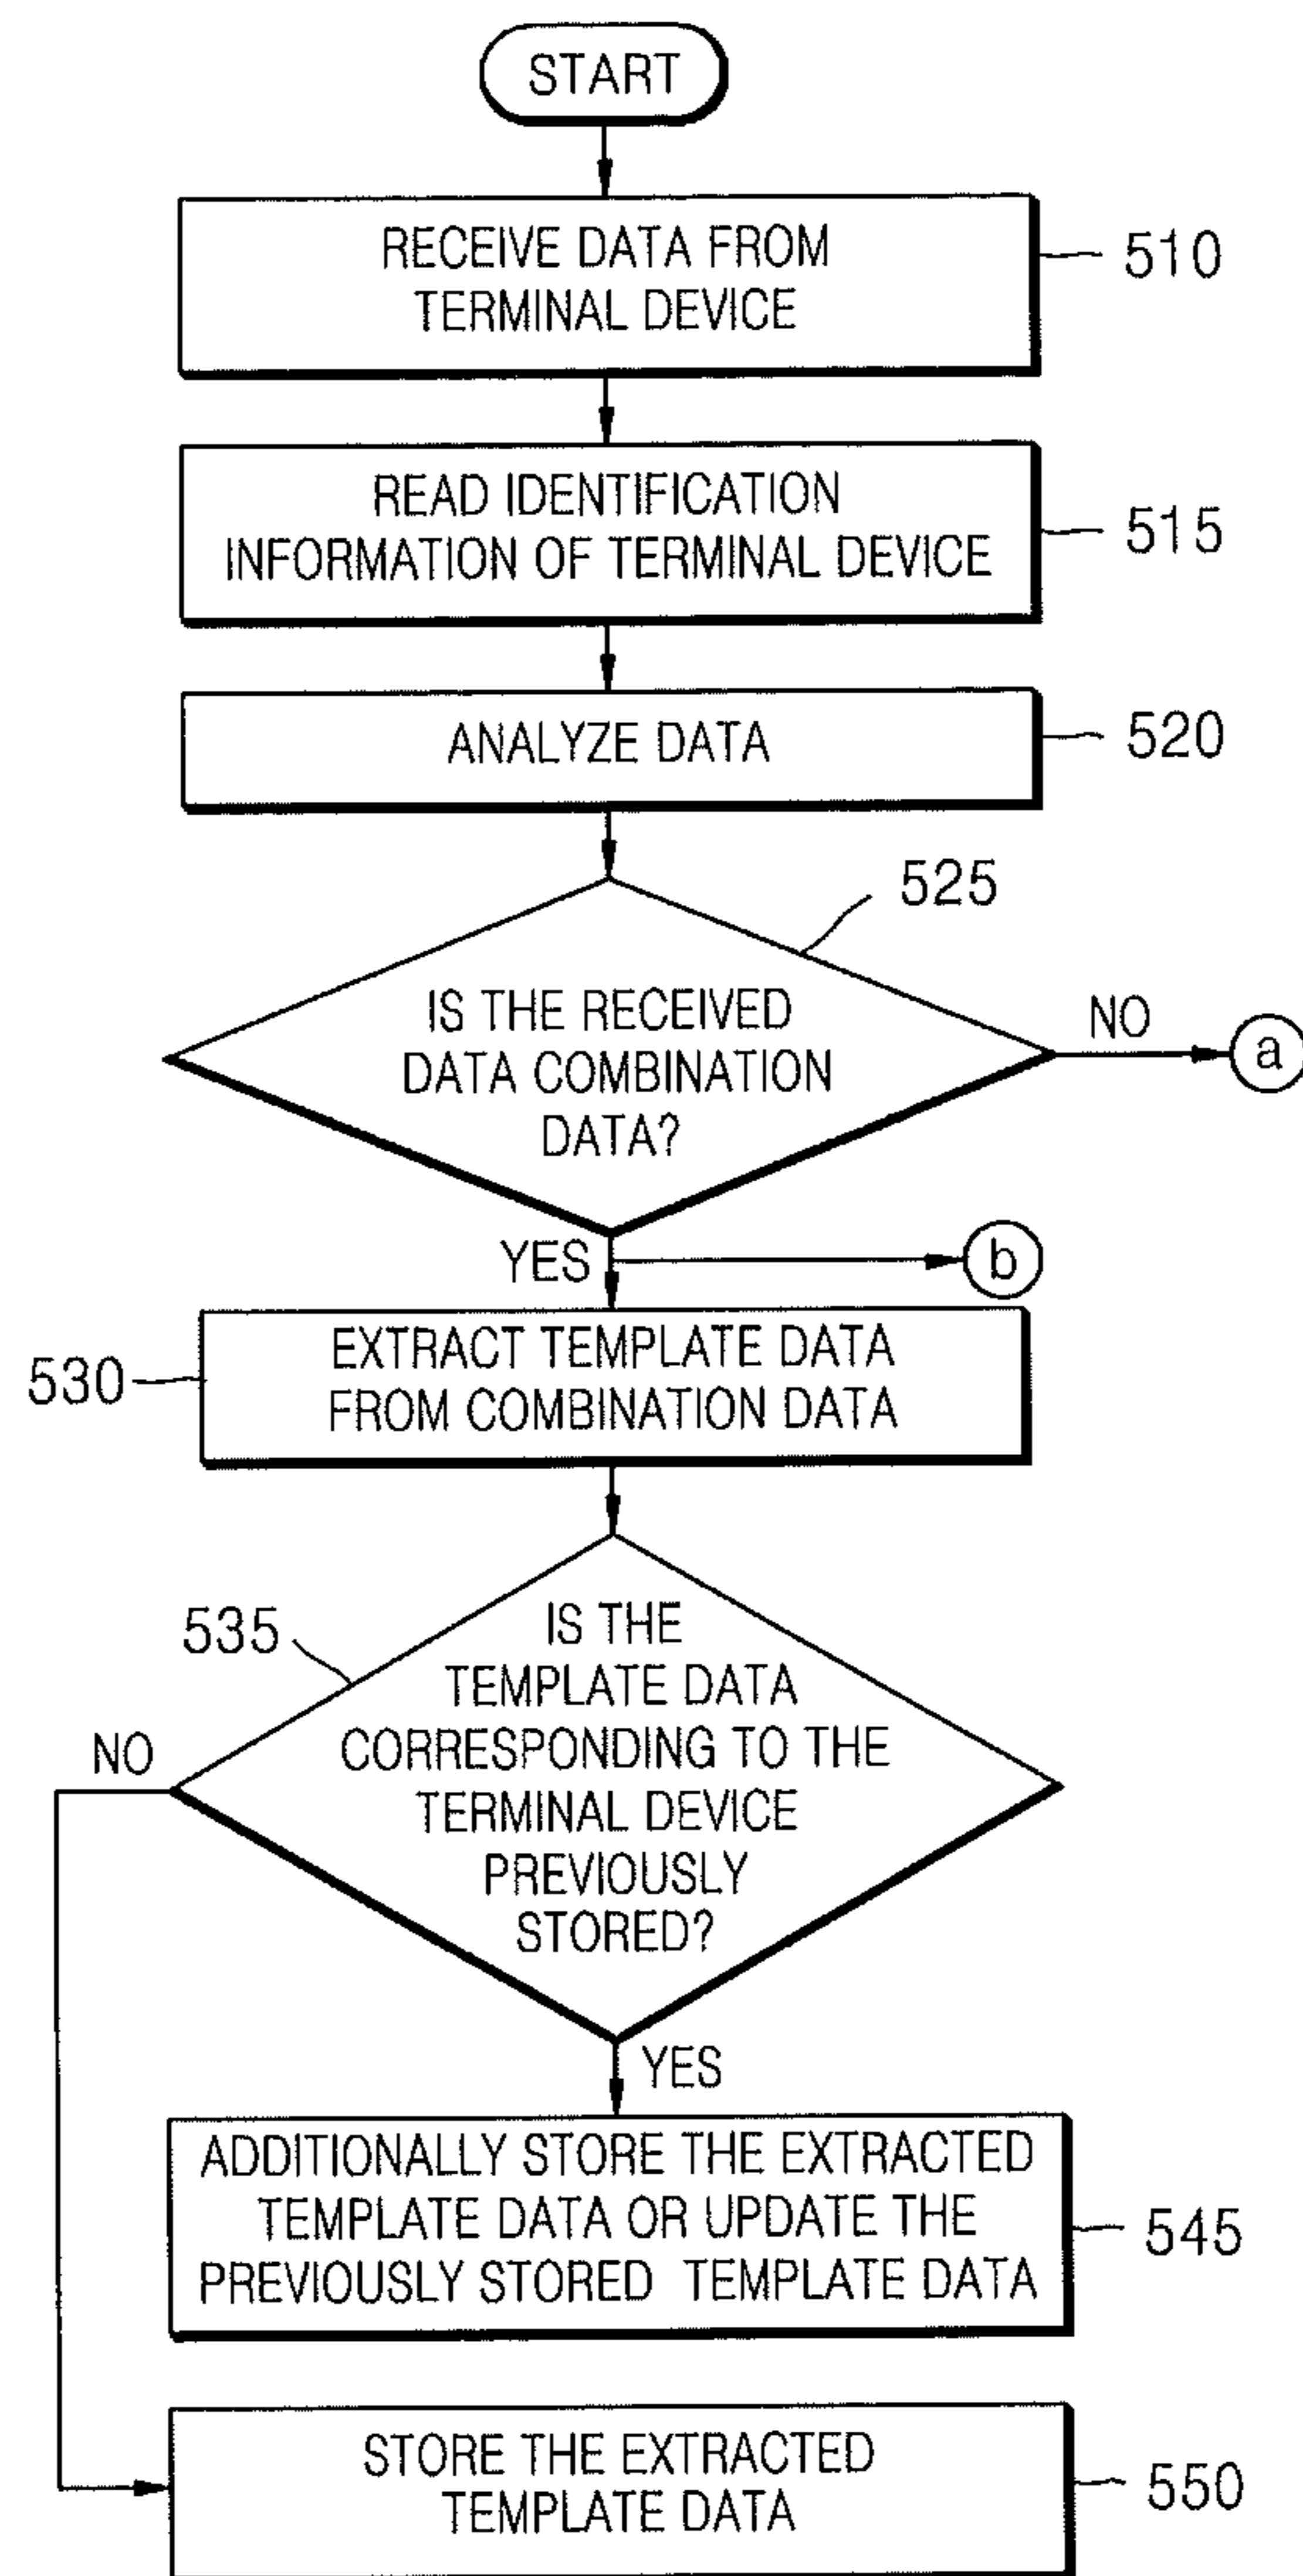 START
RECEIVE DATA FROM
TERMINAL DEVICE
510
READ IDENTIFICATION
INFORMATION OF TERMINAL DEVICE
515
ANALYZE DATA
520
525
IS THE RECEIVED
DATA COMBINATION
DATA?
NO
a
YES
b
EXTRACT TEMPLATE DATA
FROM COMBINATION DATA
530
535
IS THE
TEMPLATE DATA
CORRESPONDING TO THE
TERMINAL DEVICE
PREVIOUSLY
STORED?
NO
YES
ADDITIONALLY STORE THE EXTRACTED
TEMPLATE DATA OR UPDATE THE
PREVIOUSLY STORED TEMPLATE DATA
545
STORE THE EXTRACTED
TEMPLATE DATA
550